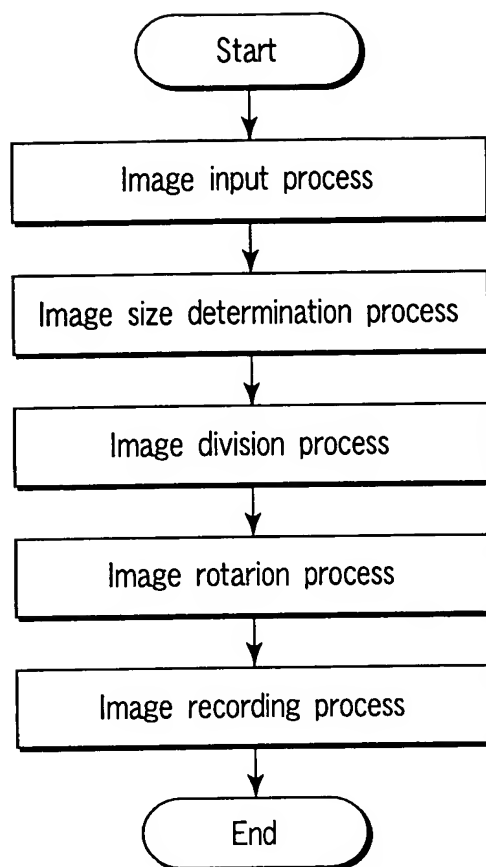 Start
Image input process
Image size determination process
Image division process
Image rotarion process
Image recording process
End